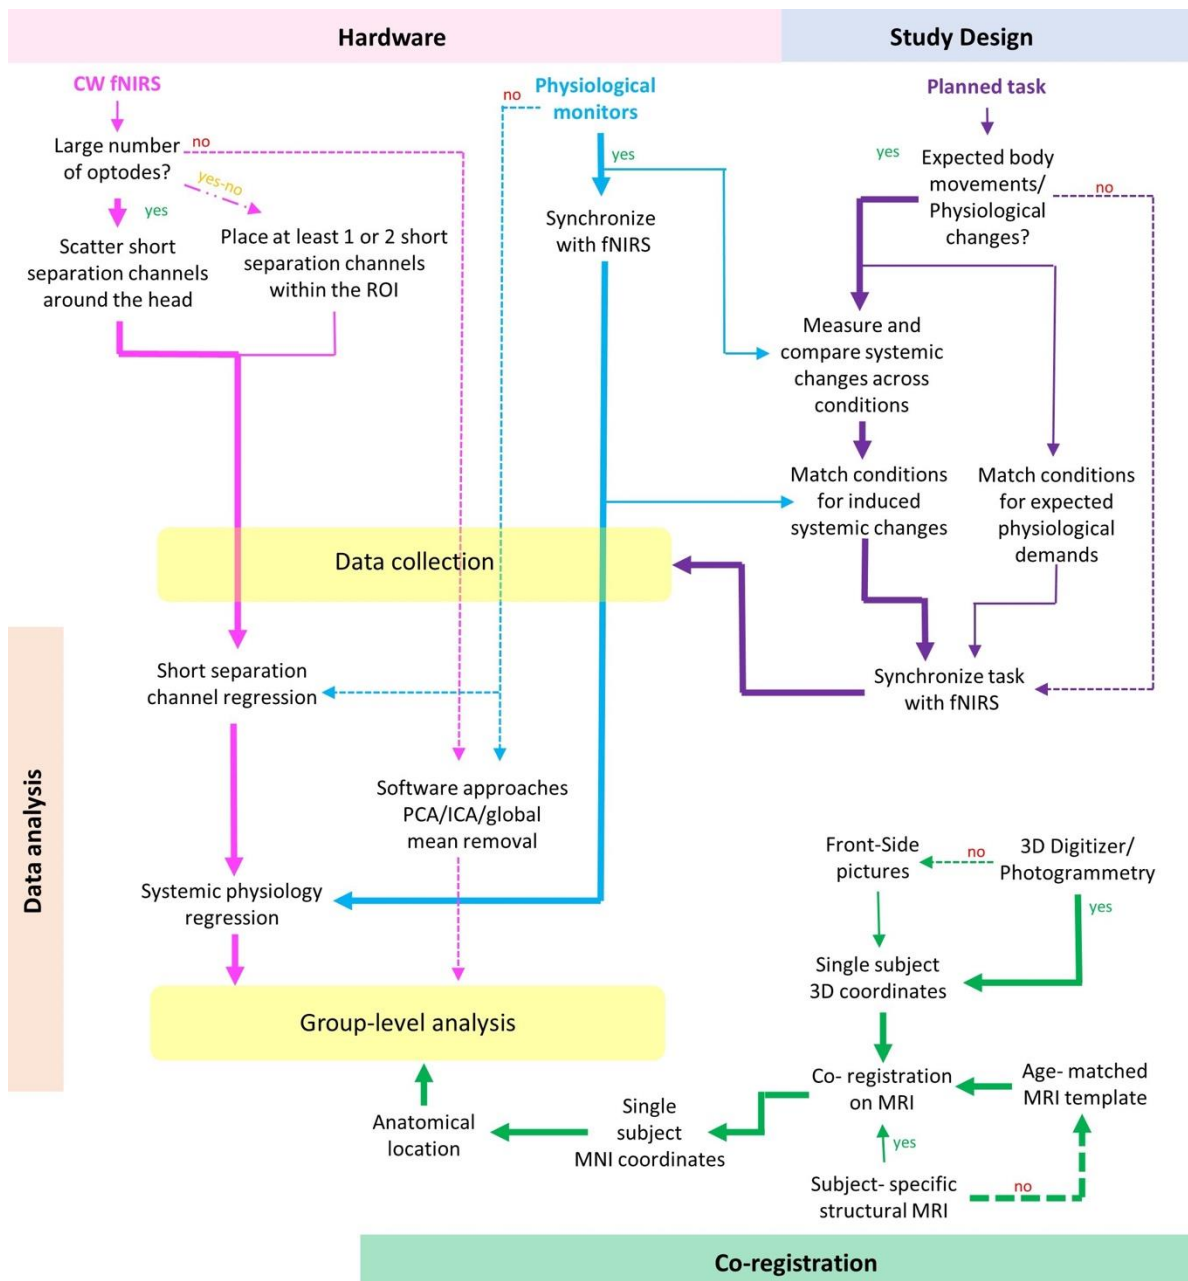 Hardware
Study Design
CW fNIRS
Large number
of optodes?
no
yes-no
yes
Scatter short
separation channels
around the head
Place at least 1 or 2 short
separation channels
within the ROI
no
Physiological
monitors
yes
Synchronize
with fNIRS
Planned task
yes
Expected body
movements/
Physiological
changes?
no
Measure and
compare systemic
changes across
conditions
Match conditions
for induced
systemic changes
Match conditions
for expected
physiological
demands
Data collection
Synchronize task
with fNIRS
Data analysis
Short separation
channel regression
Software approaches
PCA/ICA/global
mean removal
Systemic physiology
regression
Group-level analysis
Front-Side
pictures
no
3D Digitizer/
Photogrammetry
yes
Single subject
3D coordinates
Co- registration
on MRI
Age- matched
MRI template
Anatomical
location
Single
subject
MNI coordinates
yes
Subject- specific
structural MRI
no
Co-registration